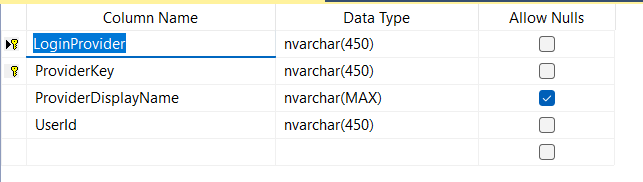 Column Name Data Type Allow Nulls
LoginProvider nvarchar(450)
ProviderKey nvarchar(450)
ProviderDisplayName nvarchar(MAX)
UserId nvarchar(450)